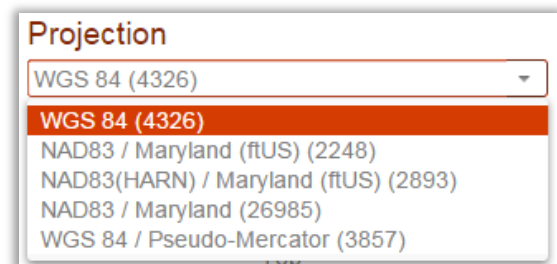 Projection
WGS 84 (4326)
WGS 84 (4326)
NAD83 / Maryland (ftUS) (2248)
NAD83(HARN) / Maryland (ftUS) (2893)
NAD83 / Maryland (26985)
WGS 84 / Pseudo-Mercator (3857)